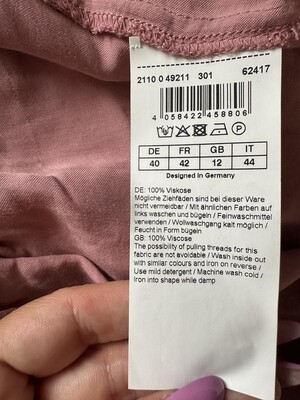 2110 0 49211 301 62417
4 058422 458806
P
DE FR GB IT
40 42 12 44
Designed In Germany
DE: 100% Viskose
Mögliche Ziehfäden sind bei dieser Ware
nicht vermeidbar / Mit ähnlichen Farben auf
links waschen und bügeln / Feinwaschmittel
verwenden / Wollwaschgang kalt möglich /
Feucht in Form bügeln
GB: 100% Viscose
The possibility of pulling threads for this
fabric are not avoidable / Wash inside out
with similar colours and Iron on reverse /
Use mild detergent / Machine wash cold /
Iron into shape while damp